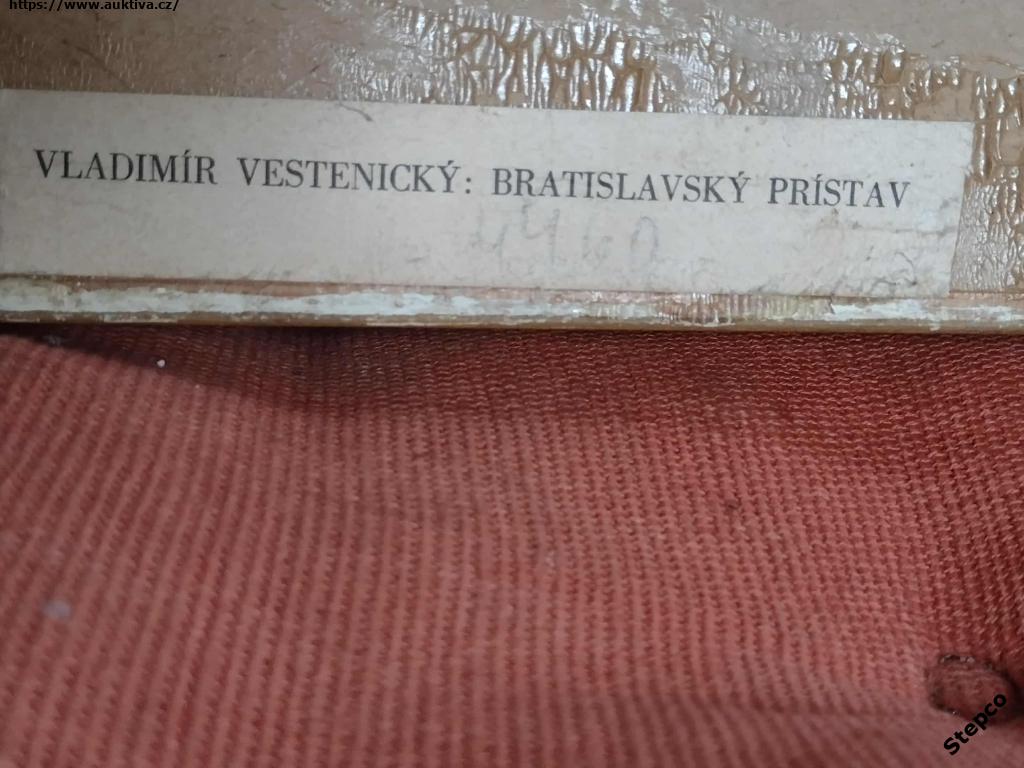 https://www.auktiva.cz/
VLADIMÍR VESTENICKÝ: BRATISLAVSKÝ PRÍSTAV
Stepco